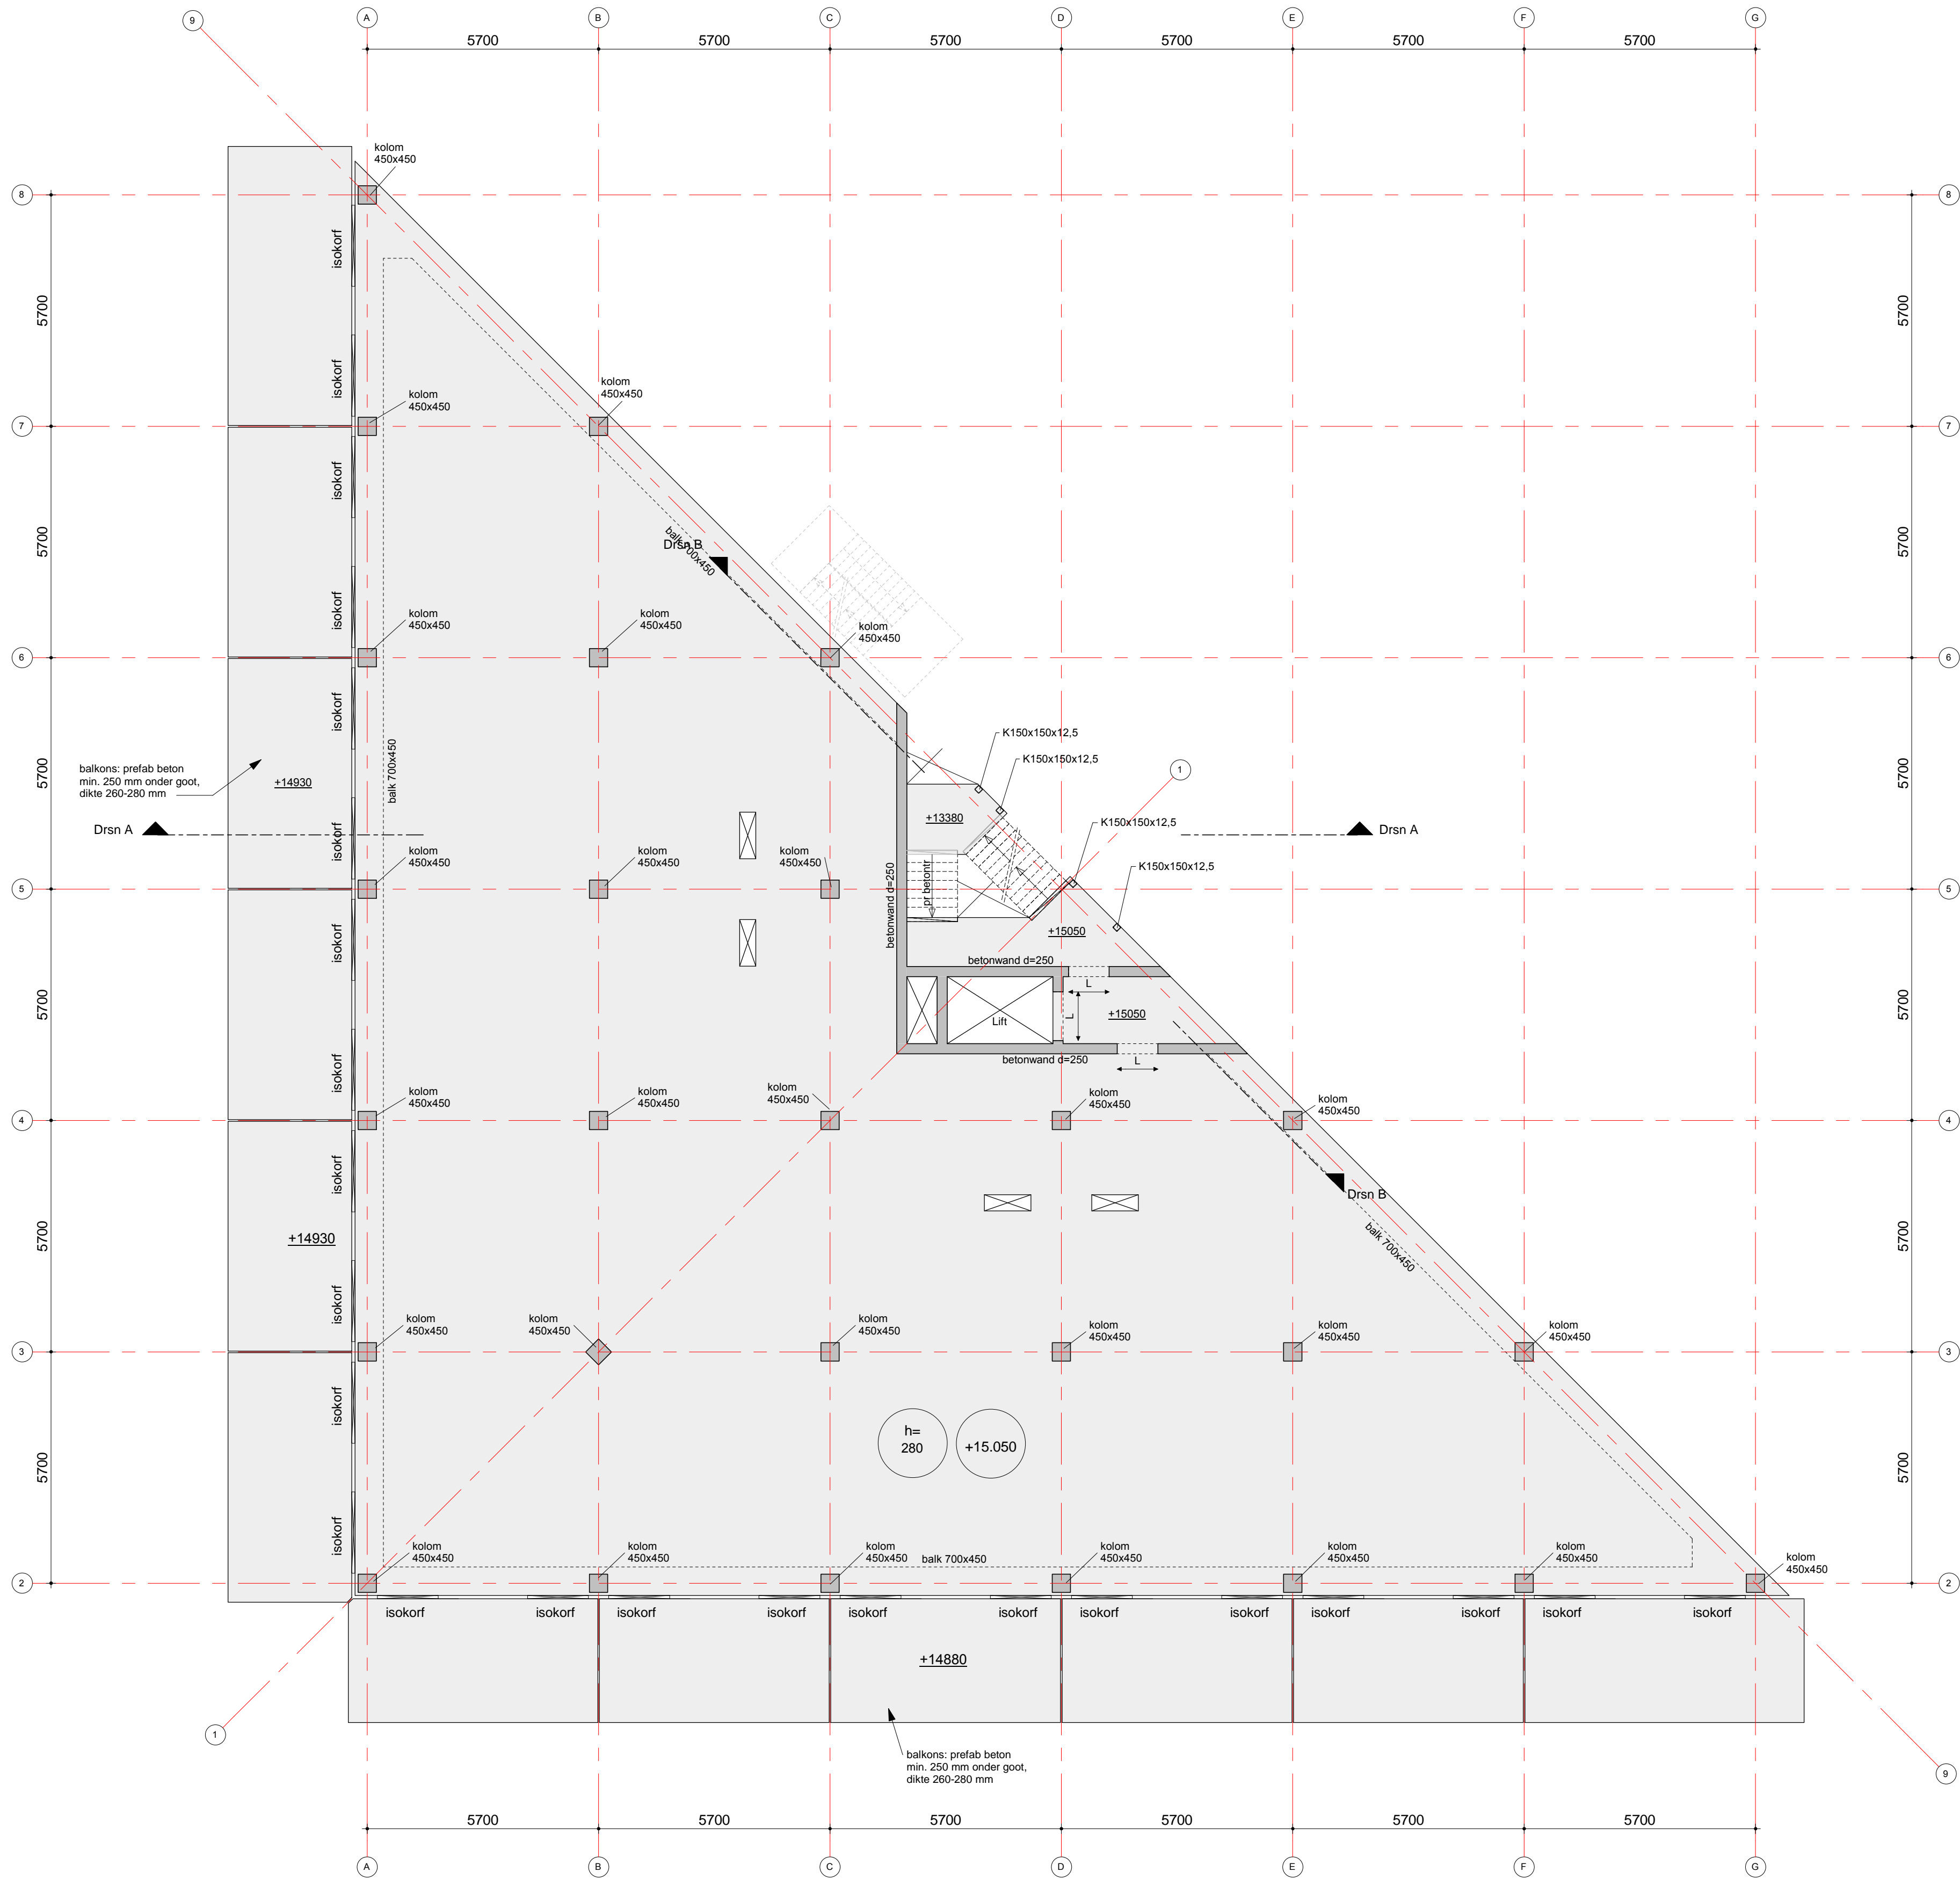 9
A
B
C
D
E
F
G
5700
5700
5700
5700
5700
5700
kolom
450x450
8
8
isokorf
5700
5700
isokorf
kolom
450x450
kolom
450x450
7
7
isokorf
Drsn B
balk 700x450
5700
5700
isokorf
kolom
450x450
kolom
450x450
kolom
450x450
6
6
isokorf
K150x150x12,5
K150x150x12,5
1
balkons: prefab beton
min. 250 mm onder goot,
dikte 260-280 mm
+14930
balk 700x450
5700
5700
+13380
K150x150x12,5
Drsn A
Drsn A
isokorf
kolom
450x450
kolom
450x450
kolom
450x450
K150x150x12,5
pr betontr
betonwand d=250
5
5
isokorf
+15050
betonwand d=250
L
L
+15050
Lift
5700
5700
betonwand d=250
L
isokorf
kolom
450x450
kolom
450x450
kolom
450x450
kolom
450x450
kolom
450x450
4
4
isokorf
Drsn B
5700
5700
+14930
balk 700x450
isokorf
kolom
450x450
kolom
450x450
kolom
450x450
kolom
450x450
kolom
450x450
kolom
450x450
3
3
isokorf
h=
280
+15.050
5700
5700
isokorf
kolom
450x450
kolom
450x450
kolom
450x450
balk 700x450
kolom
450x450
kolom
450x450
kolom
450x450
kolom
450x450
2
2
isokorf
isokorf
isokorf
isokorf
isokorf
isokorf
isokorf
isokorf
isokorf
isokorf
isokorf
isokorf
+14880
1
balkons: prefab beton
min. 250 mm onder goot,
dikte 260-280 mm
9
5700
5700
5700
5700
5700
5700
A
B
C
D
E
F
G